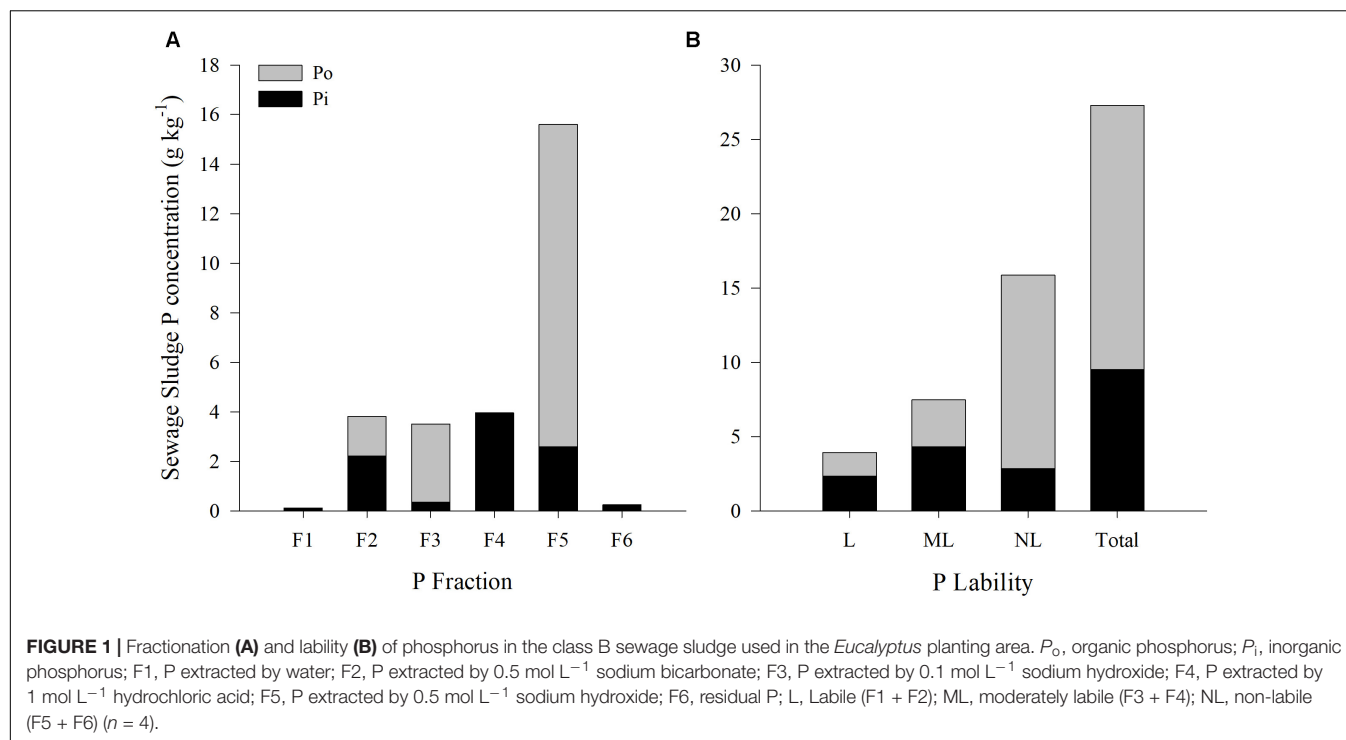 A
B
Sewage Sludge P concentration (g kg⁻¹)
18
16
14
12
10
8
6
4
2
0
Po
Pi
F1 F2 F3 F4 F5 F6
P Fraction
30
25
20
15
10
5
0
L ML NL Total
P Lability
FIGURE 1 | Fractionation (A) and lability (B) of phosphorus in the class B sewage sludge used in the Eucalyptus planting area. Pₒ, organic phosphorus; Pᵢ, inorganic
phosphorus; F1, P extracted by water; F2, P extracted by 0.5 mol L⁻¹ sodium bicarbonate; F3, P extracted by 0.1 mol L⁻¹ sodium hydroxide; F4, P extracted by
1 mol L⁻¹ hydrochloric acid; F5, P extracted by 0.5 mol L⁻¹ sodium hydroxide; F6, residual P; L, Labile (F1 + F2); ML, moderately labile (F3 + F4); NL, non-labile
(F5 + F6) (n = 4).